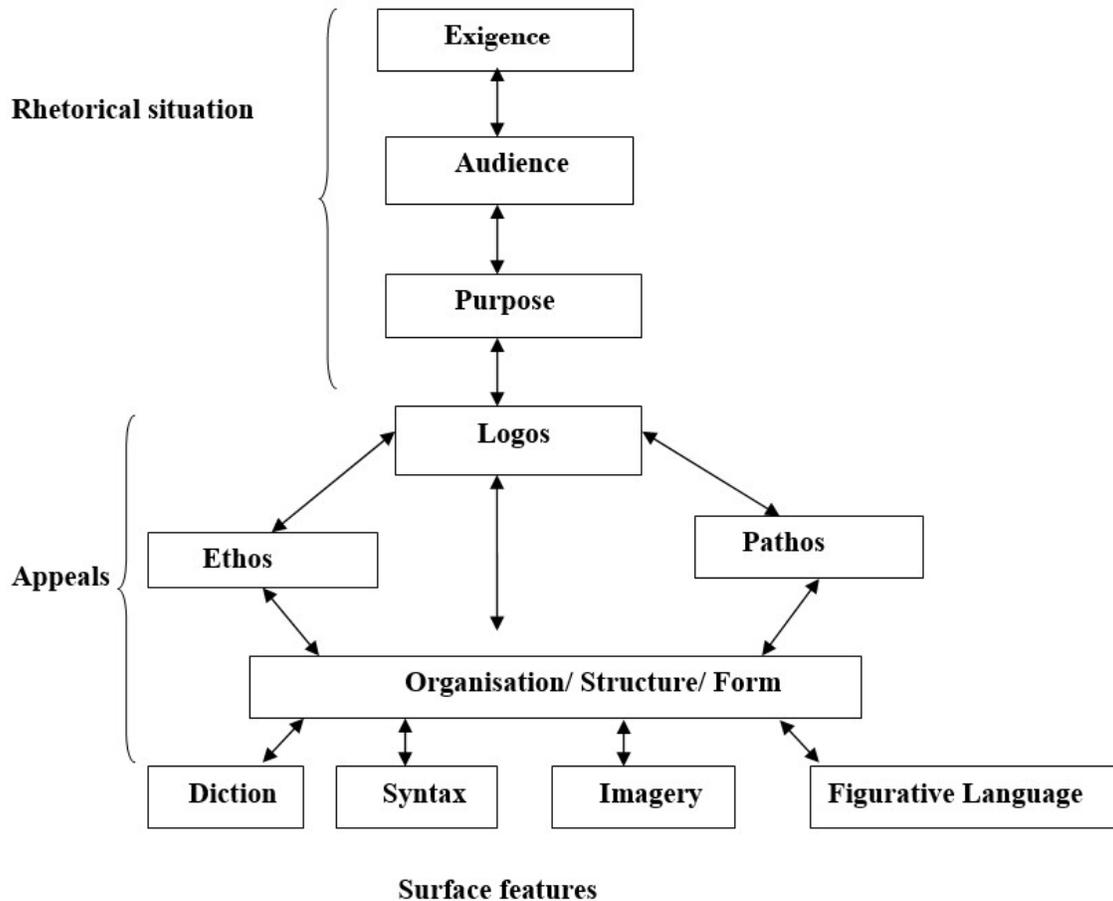 Exigence
Rhetorical situation
Audience
Purpose
Logos
Pathos
Ethos
Appeals
Organisation/ Structure/ Form
Diction Syntax Imagery Figurative Language
Surface features